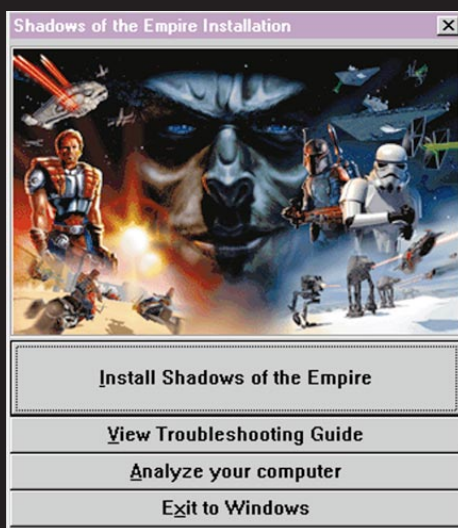 Shadows of the Empire Installation
Install Shadows of the Empire
View Troubleshooting Guide
Analyze your computer
Exit to Windows